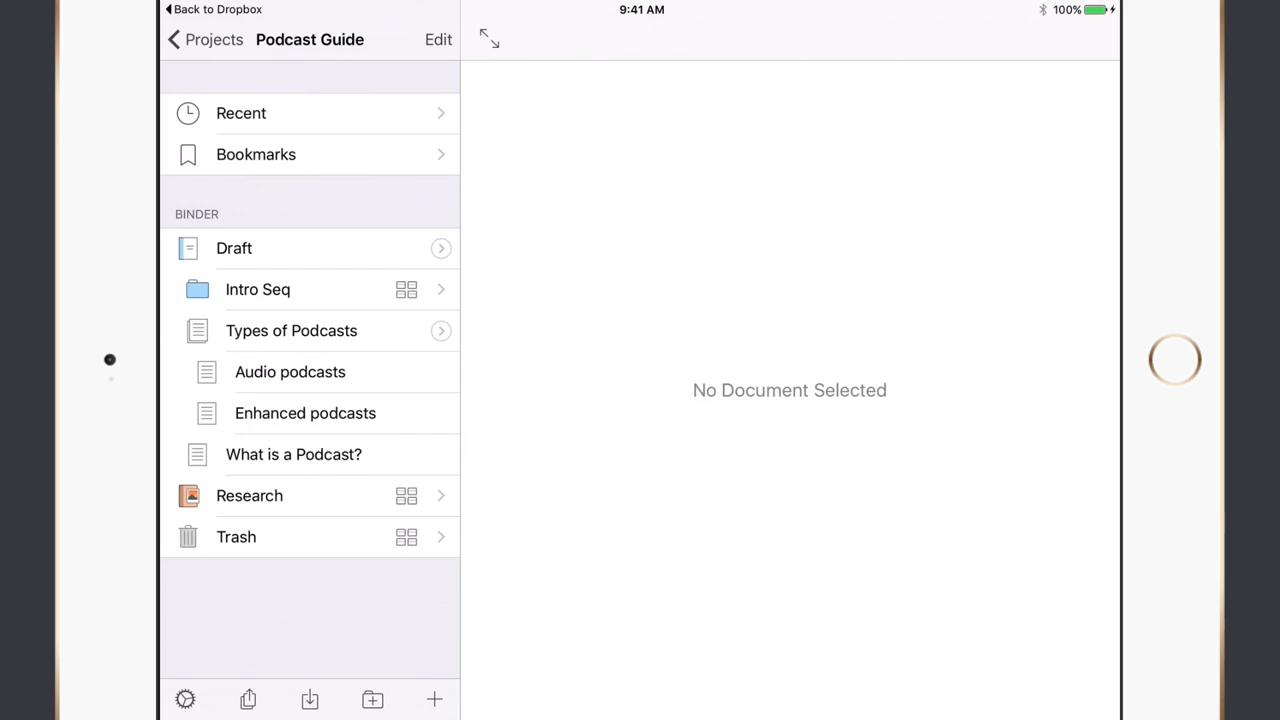 Back to Dropbox
9:41 AM
100%
Projects
Podcast Guide
Edit
Recent
Bookmarks
BINDER
Draft
Intro Seq
Types of Podcasts
Audio podcasts
Enhanced podcasts
What is a Podcast?
Research
Trash
No Document Selected